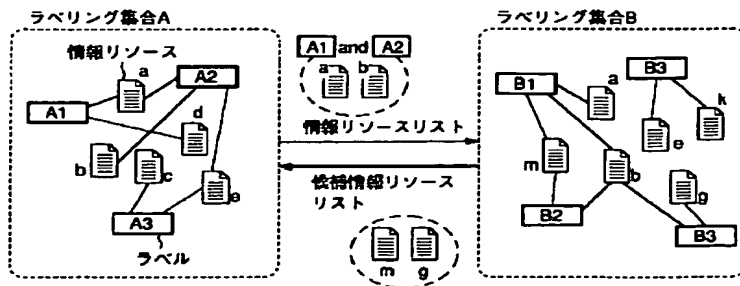 ラベリング集合A
情報リソース
a
A2
A1
d
b
c
e
A3
ラベル
A1 and A2
a b
情報リソースリスト
候補情報リソース
リスト
m g
ラベリング集合B
B1
a
B3
k
e
m
b
g
B2
B3